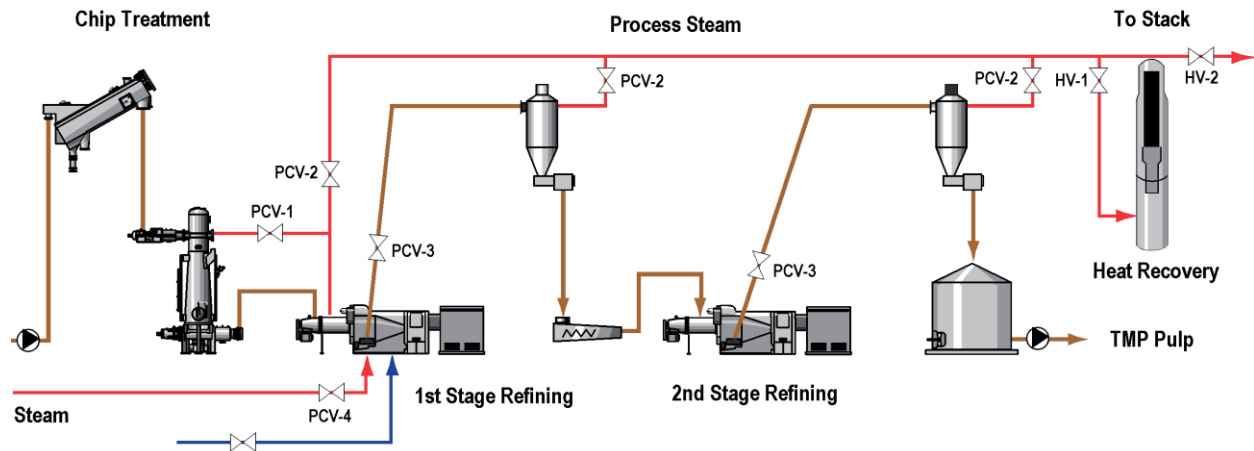 Chip Treatment
Process Steam
To Stack
PCV-2
PCV-2
HV-1
HV-2
PCV-2
PCV-1
PCV-3
PCV-3
Heat Recovery
TMP Pulp
1st Stage Refining
2nd Stage Refining
Steam
PCV-4